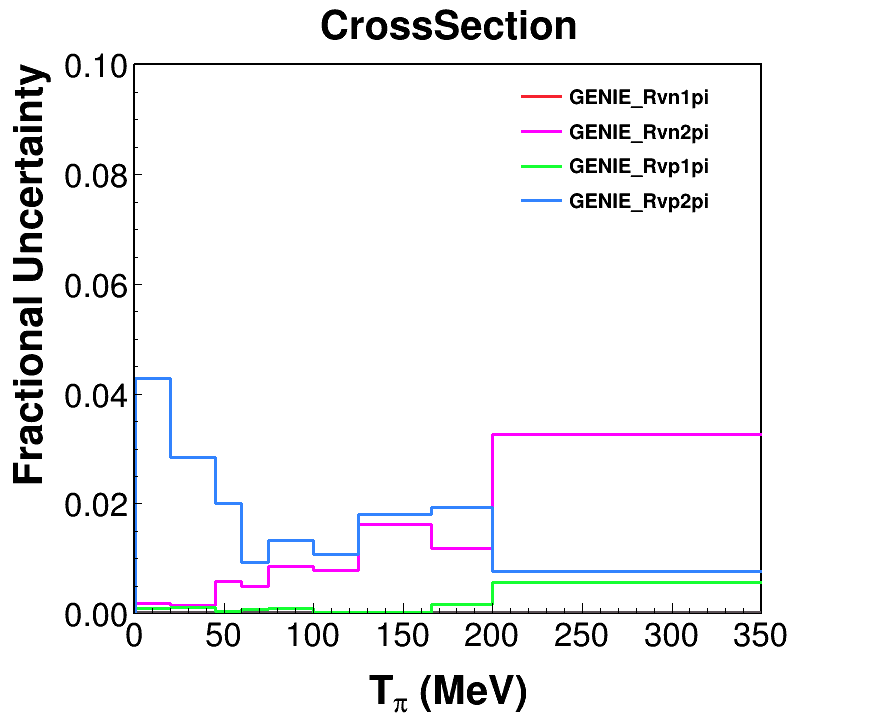 CrossSection
Fractional Uncertainty
0.10
0.08
0.06
0.04
0.02
0.00
GENIE_Rvn1pi
GENIE_Rvn2pi
GENIE_Rvp1pi
GENIE_Rvp2pi
0 50 100 150 200 250 300 350
Tπ (MeV)